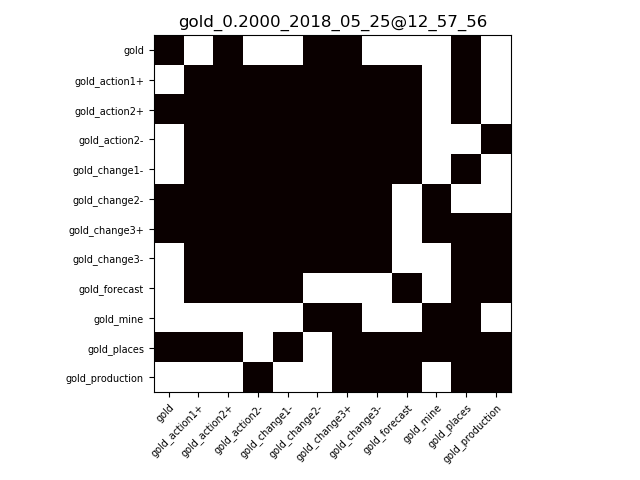 gold_0.2000_2018_05_25@12_57_56
gold
gold_action1+
gold_action2+
gold_action2-
gold_change1-
gold_change2-
gold_change3+
gold_change3-
gold_forecast
gold_mine
gold_places
gold_production
gold
gold_action1+
gold_action2+
gold_action2-
gold_change1-
gold_change2-
gold_change3+
gold_change3-
gold_forecast
gold_mine
gold_places
gold_production